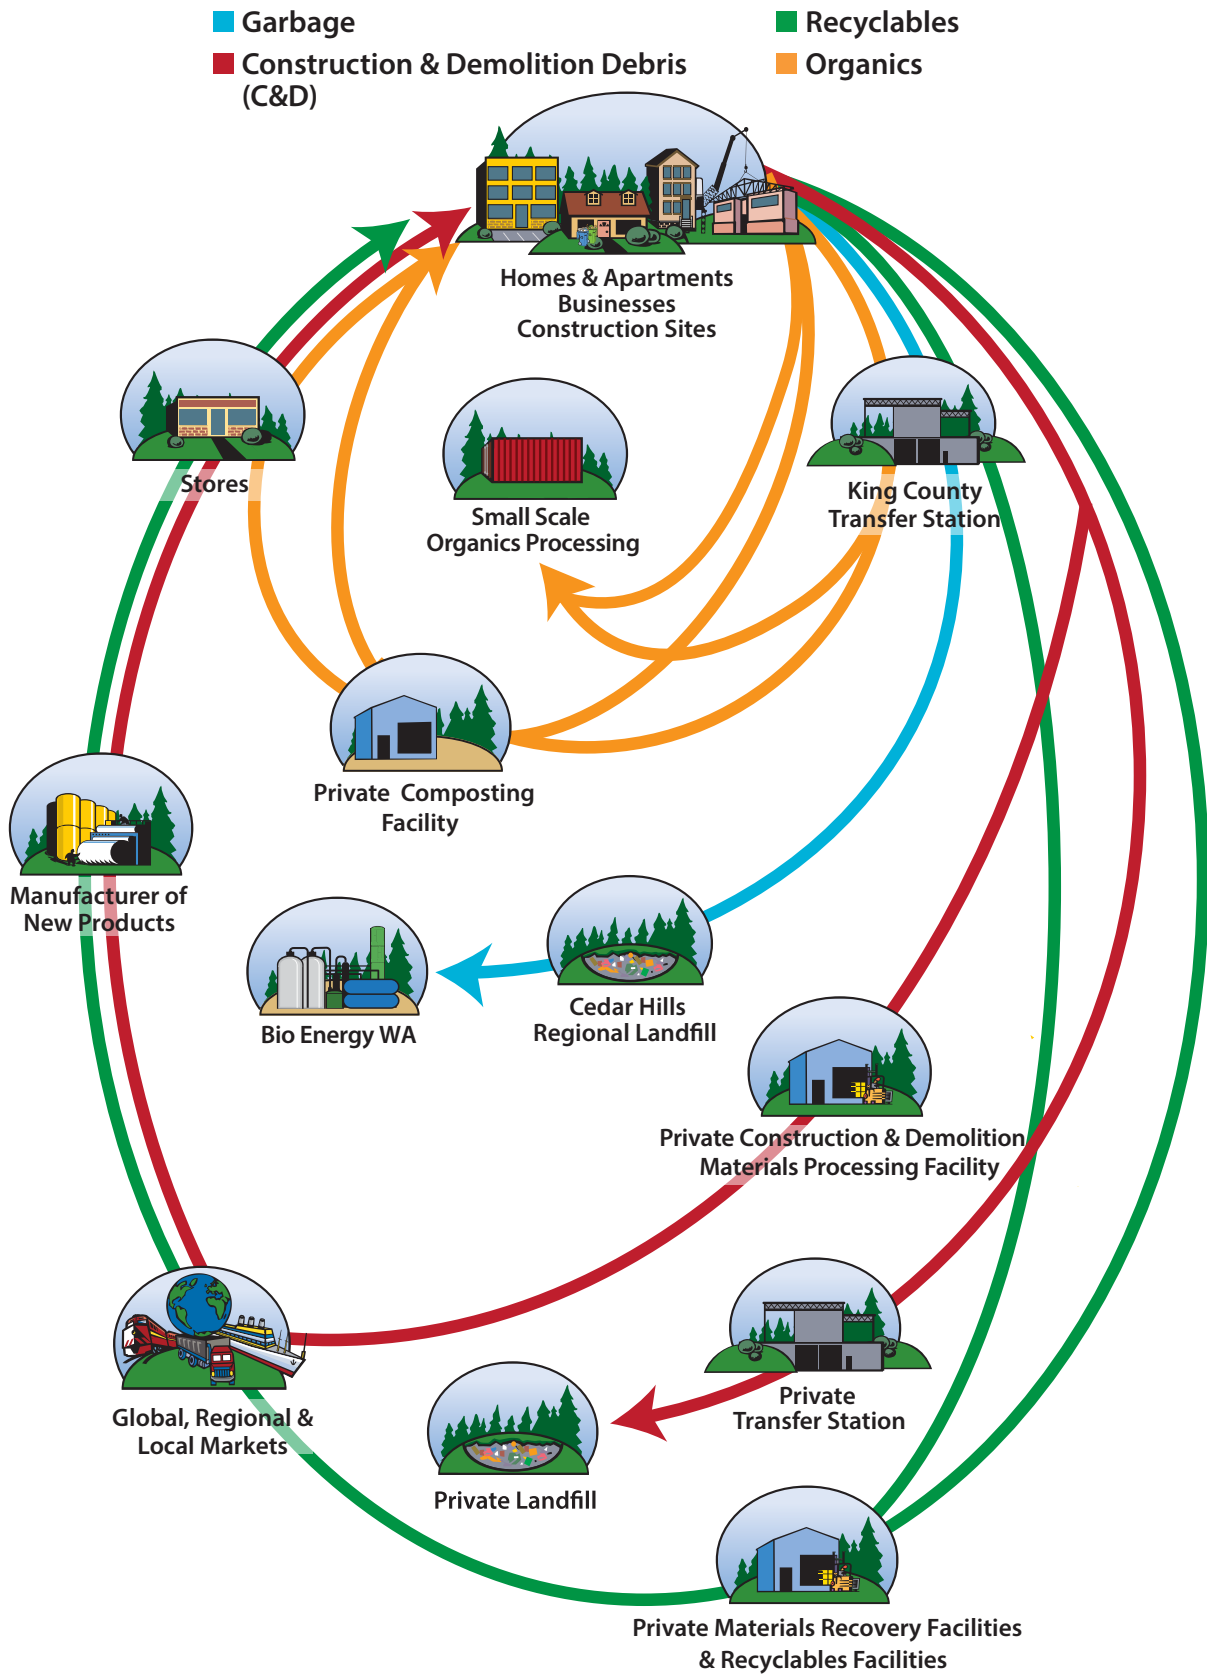 Garbage
Construction & Demolition Debris
(C&D)
Recyclables
Organics
Homes & Apartments
Businesses
Construction Sites
Stores
Small Scale
Organics Processing
King County
Transfer Station
Private Composting
Facility
Manufacturer of
New Products
Bio Energy WA
Cedar Hills
Regional Landfill
Private Construction & Demolition
Materials Processing Facility
Global, Regional &
Local Markets
Private
Transfer Station
Private Landfill
Private Materials Recovery Facilities
& Recyclables Facilities